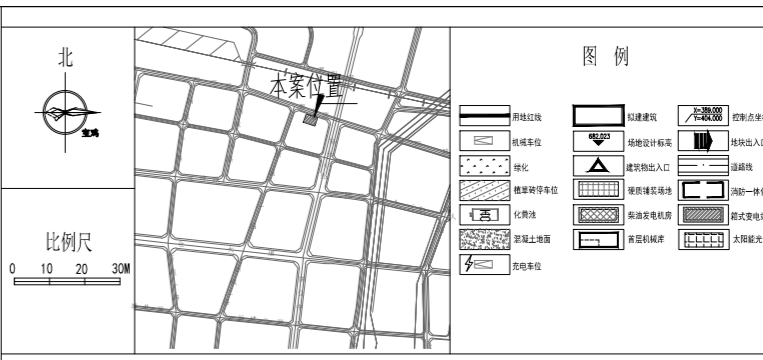 北
宝鸡
比例尺
0 10 20 30M
本案位置
图 例
用地红线
拟建建筑
X=389.000
Y=404.000
控制点坐
机械车位
682.023
场地设计标高
地块出入口
绿化
建筑物出入口
道路线
植草砖停车位
硬质铺装场地
消防一体化
化粪池
柴油发电机房
箱式变电站
混凝土地面
首层机械库
太阳能光
充电车位